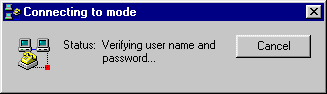 Connecting to mode
Status: Verifying user name and
password...
Cancel